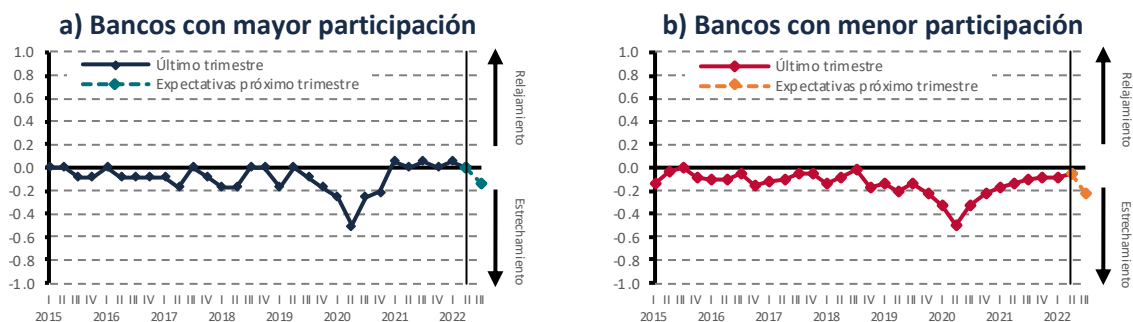 a) Bancos con mayor participación
1.0
0.8
0.6
0.4
0.2
0.0
-0.2
-0.4
-0.6
-0.8
-1.0
Último trimestre
Expectativas próximo trimestre
Relajamiento
Estrechamiento
I II III IV I II III IV I II III IV I II III IV I II III IV I II III IV I II III IV I II III
2015 2016 2017 2018 2019 2020 2021 2022
b) Bancos con menor participación
1.0
0.8
0.6
0.4
0.2
0.0
-0.2
-0.4
-0.6
-0.8
-1.0
Último trimestre
Expectativas próximo trimestre
Relajamiento
Estrechamiento
I II III IV I II III IV I II III IV I II III IV I II III IV I II III IV I II III IV I II III
2015 2016 2017 2018 2019 2020 2021 2022